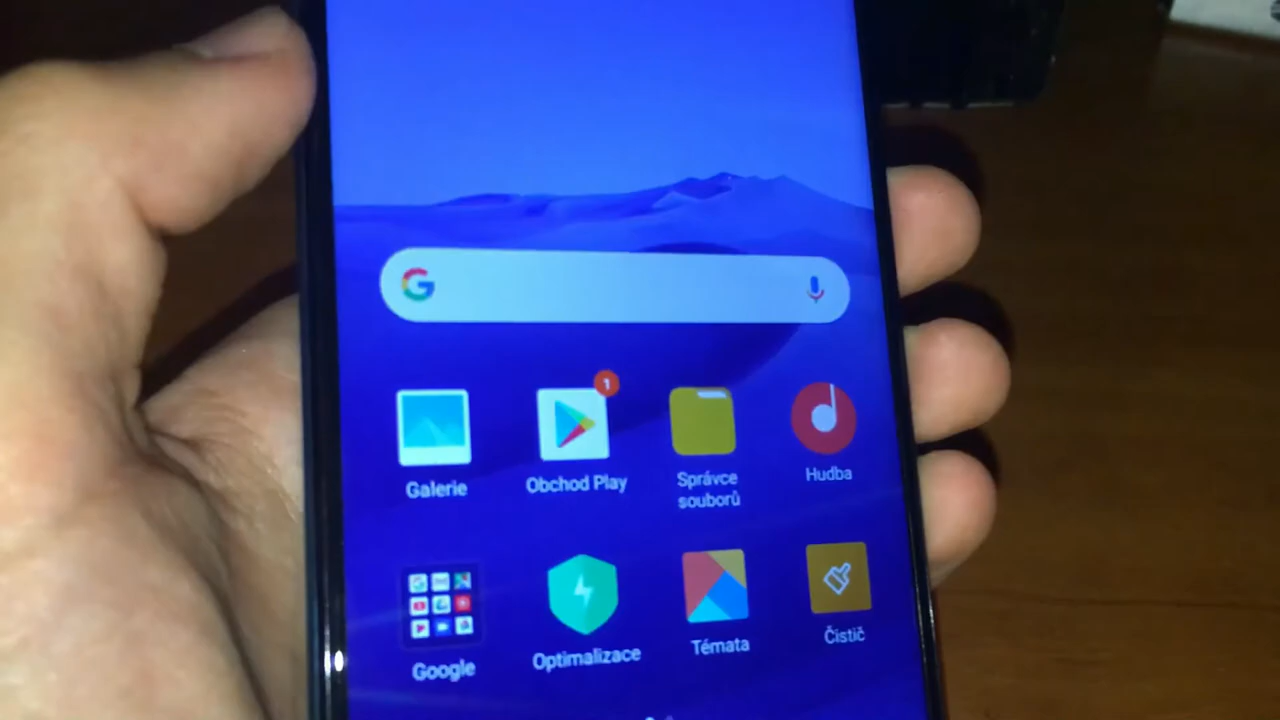 G
1
Galerie
Obchod Play
Správce
souborů
Hudba
Google
Optimalizace
Témata
Čistič